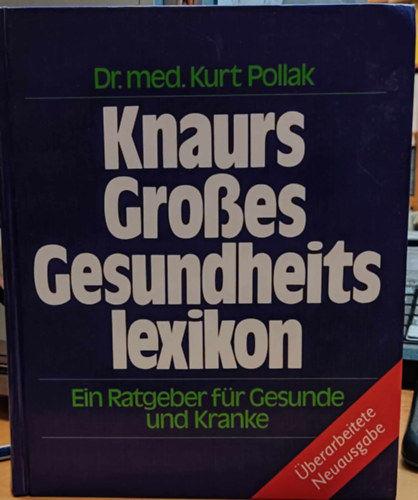 Dr. med. Kurt Pollak
Knaurs
Großes
Gesundheits
lexikon
Ein Ratgeber für Gesunde
und Kranke
Überarbeitete
Neuausgabe